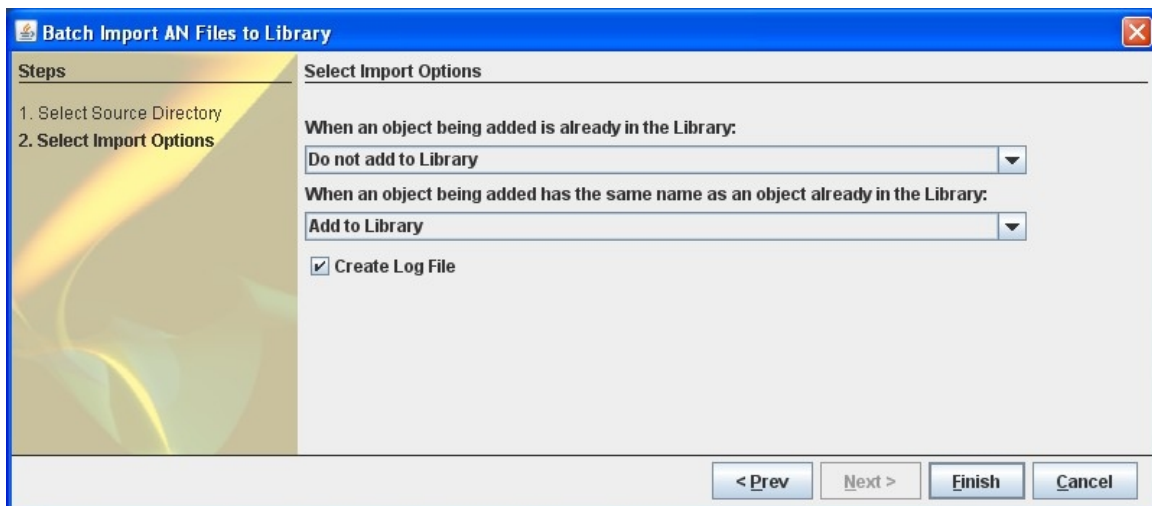 Batch Import AN Files to Library
Steps
1. Select Source Directory
2. Select Import Options
Select Import Options
When an object being added is already in the Library:
Do not add to Library
When an object being added has the same name as an object already in the Library:
Add to Library
Create Log File
< Prev
Next >
Finish
Cancel